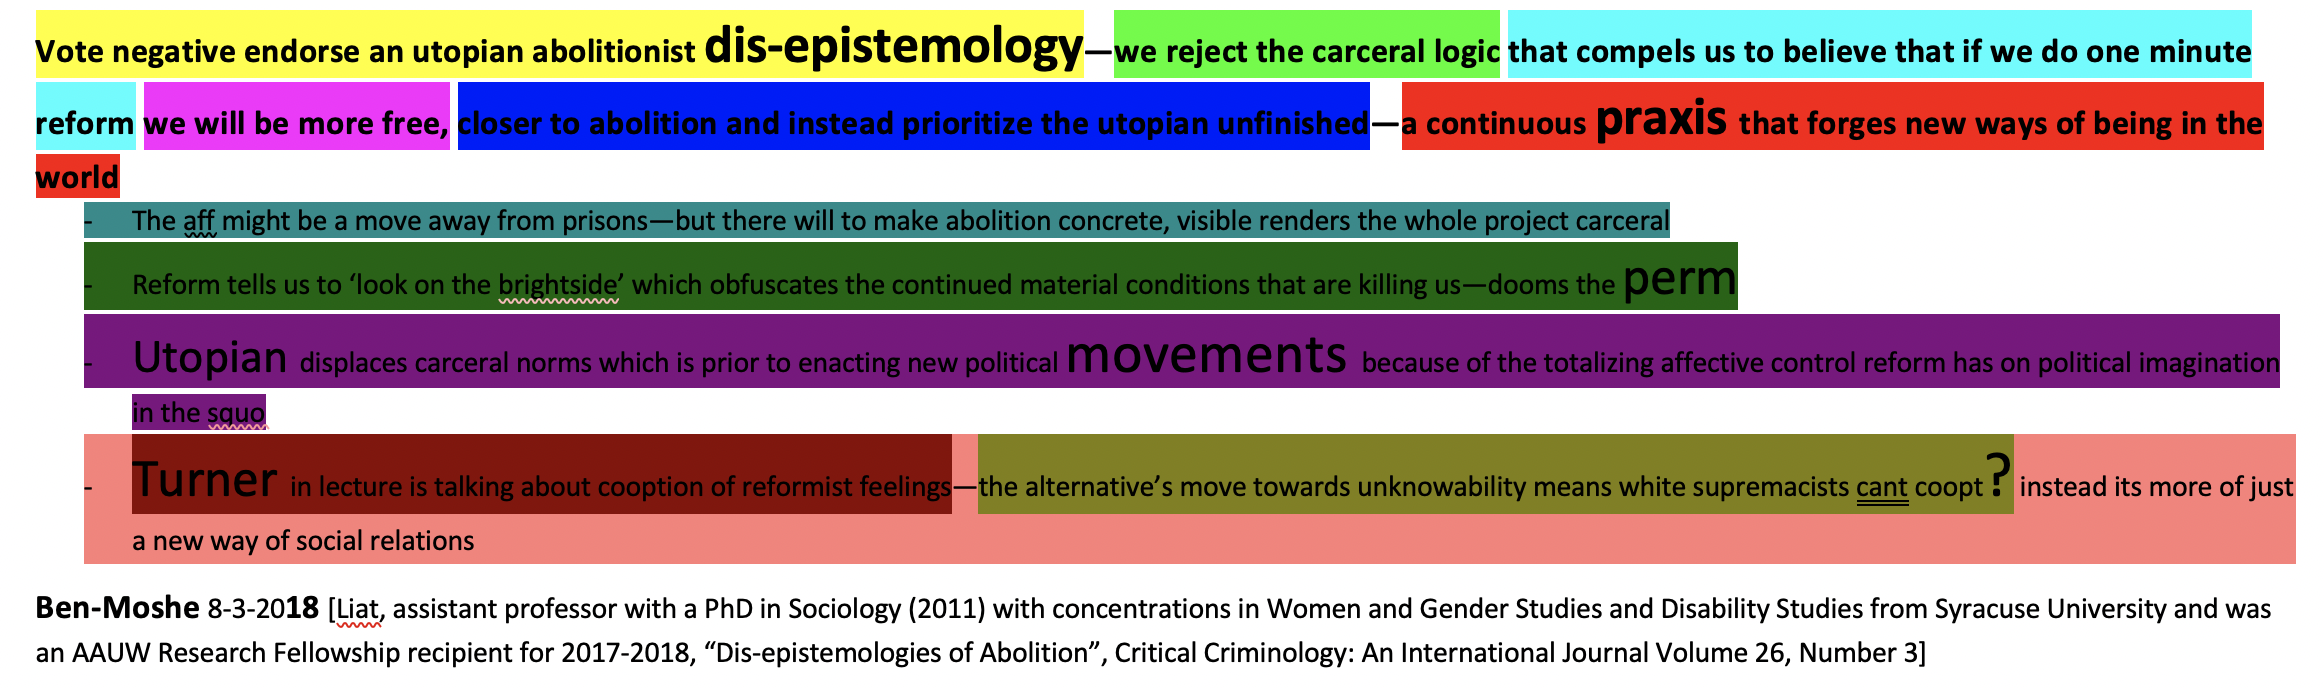 Vote negative endorse an utopian abolitionist dis-epistemology—we reject the carceral logic that compels us to believe that if we do one minute
reform we will be more free, closer to abolition and instead prioritize the utopian unfinished—a continuous praxis that forges new ways of being in the
world
- The aff might be a move away from prisons—but there will to make abolition concrete, visible renders the whole project carceral
- Reform tells us to ‘look on the brightside’ which obfuscates the continued material conditions that are killing us—dooms the perm
- Utopian displaces carceral norms which is prior to enacting new political movements because of the totalizing affective control reform has on political imagination
in the squo
- Turner in lecture is talking about cooption of reformist feelings—the alternative’s move towards unknowability means white supremacists cant coopt? instead its more of just
a new way of social relations
Ben-Moshe 8-3-2018 [Liat, assistant professor with a PhD in Sociology (2011) with concentrations in Women and Gender Studies and Disability Studies from Syracuse University and was
an AAUW Research Fellowship recipient for 2017-2018, “Dis-epistemologies of Abolition”, Critical Criminology: An International Journal Volume 26, Number 3]